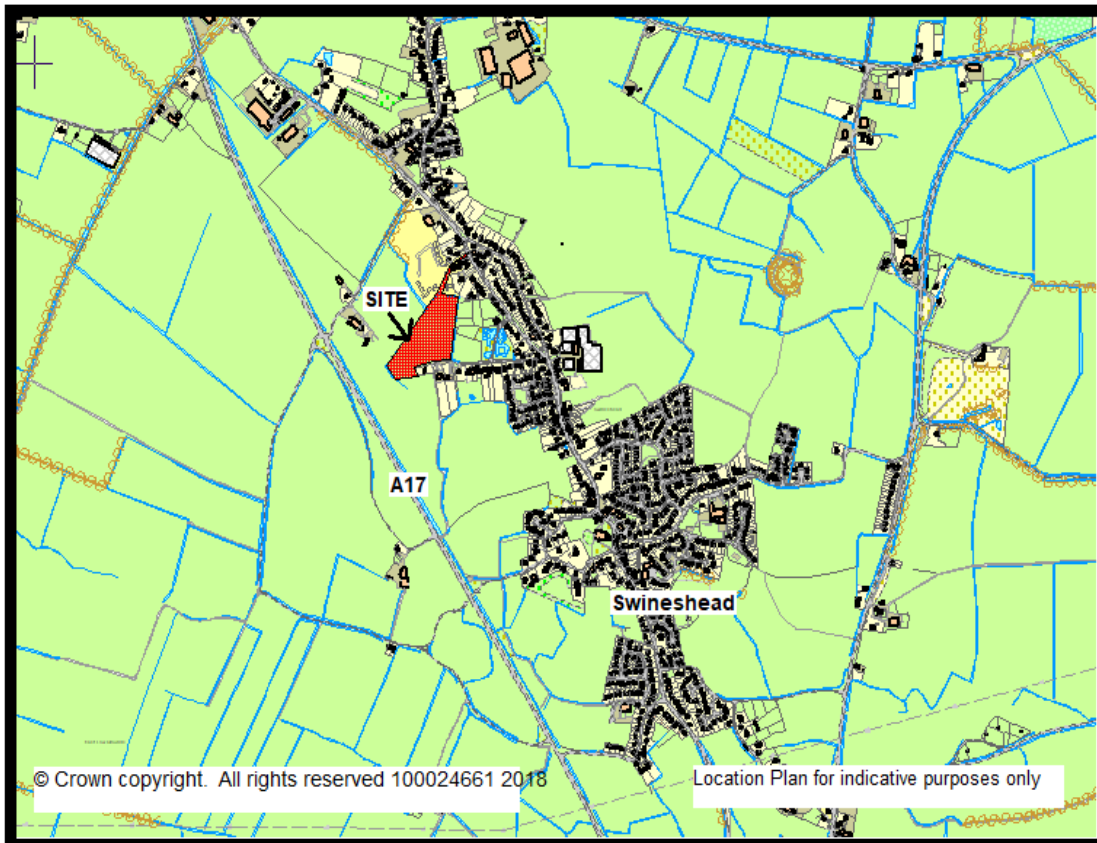 SITE
A17
Swineshead
© Crown copyright. All rights reserved 100024661 2018
Location Plan for indicative purposes only